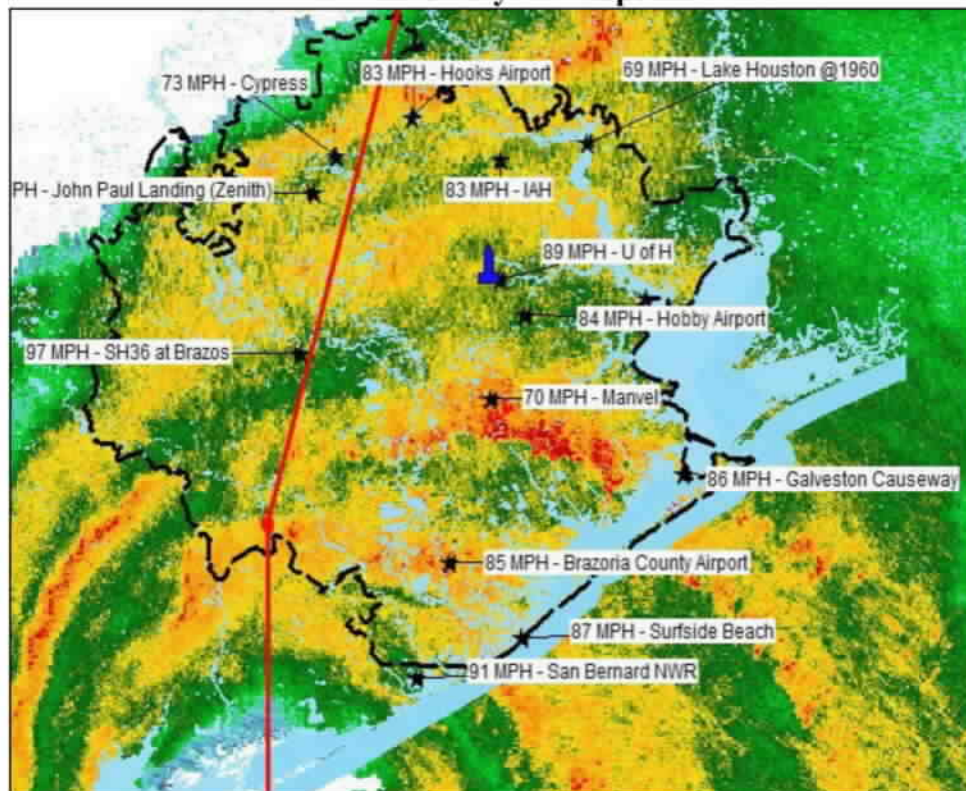 83 MPH - Hooks Airport
69 MPH - Lake Houston @1960
73 MPH - Cypress
PH - John Paul Landing (Zenith)
83 MPH - IAH
89 MPH - U of H
84 MPH - Hobby Airport
97 MPH - SH36 at Brazos
70 MPH - Manvel
86 MPH - Galveston Causeway
85 MPH - Brazoria County Airport
87 MPH - Surfside Beach
91 MPH - San Bernard NWR